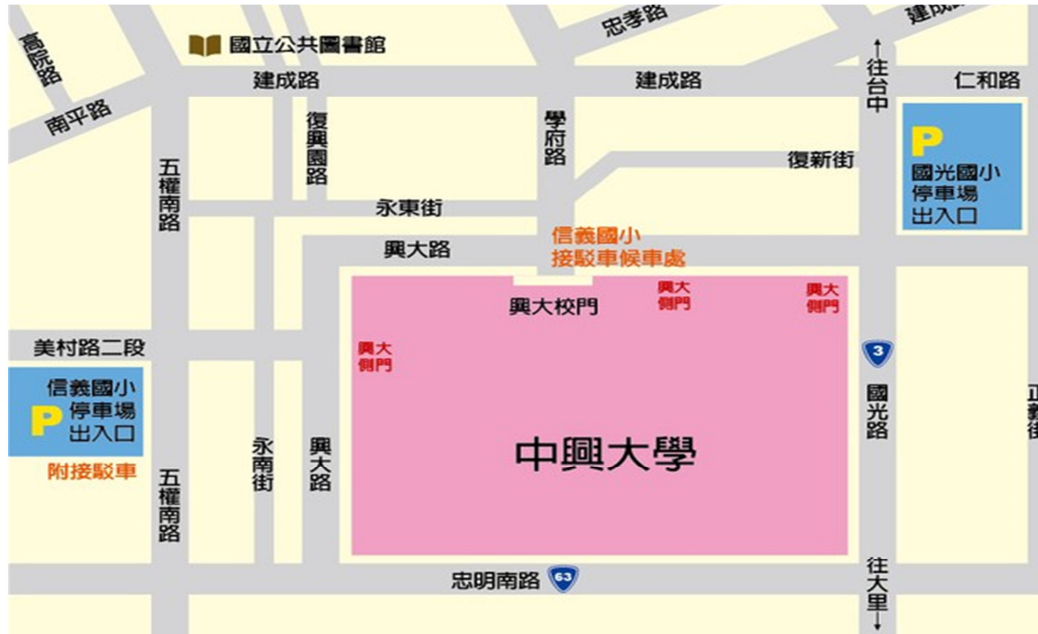 高院路
國立公共圖書館
忠孝路
建成路
↑往台中
南平路
建成路
建成路
仁和路
五權南路
復興園路
學府路
復新街
P
國光國小
停車場
出入口
永東街
興大路
信義國小
接駁車候車處
興大校門
興大
側門
興大
側門
興大
側門
美村路二段
3
信義國小
P
停車場
出入口
附接駁車
五權南路
永南街
興大路
中興大學
國光路
正義街
忠明南路
63
往大里↓